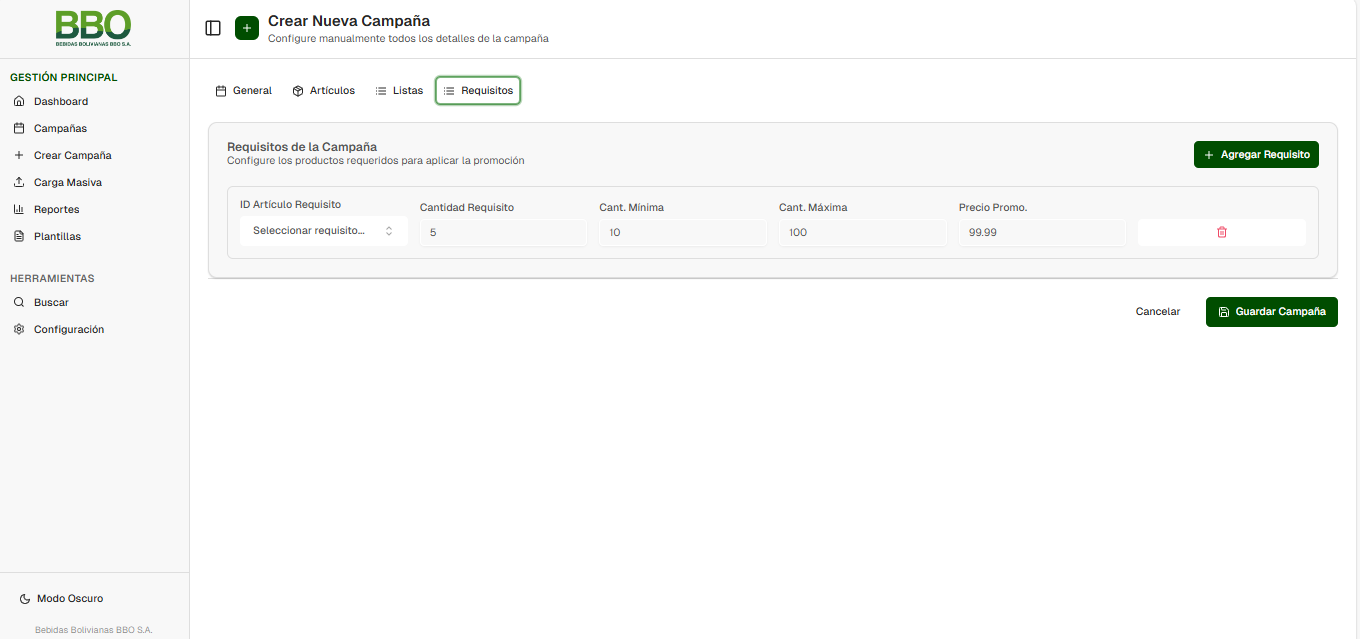 BBO
BEBIDAS BOLIVIANAS BBO S.A.
GESTIÓN PRINCIPAL
Dashboard
Campañas
Crear Campaña
Carga Masiva
Reportes
Plantillas
HERRAMIENTAS
Buscar
Configuración
Modo Oscuro
Bebidas Bolivianas BBO S.A.
Crear Nueva Campaña
Configure manualmente todos los detalles de la campaña
General
Artículos
Listas
Requisitos
Requisitos de la Campaña
Configure los productos requeridos para aplicar la promoción
Agregar Requisito
ID Artículo Requisito
Seleccionar requisito...
Cantidad Requisito
5
Cant. Mínima
10
Cant. Máxima
100
Precio Promo.
99.99
Cancelar
Guardar Campaña